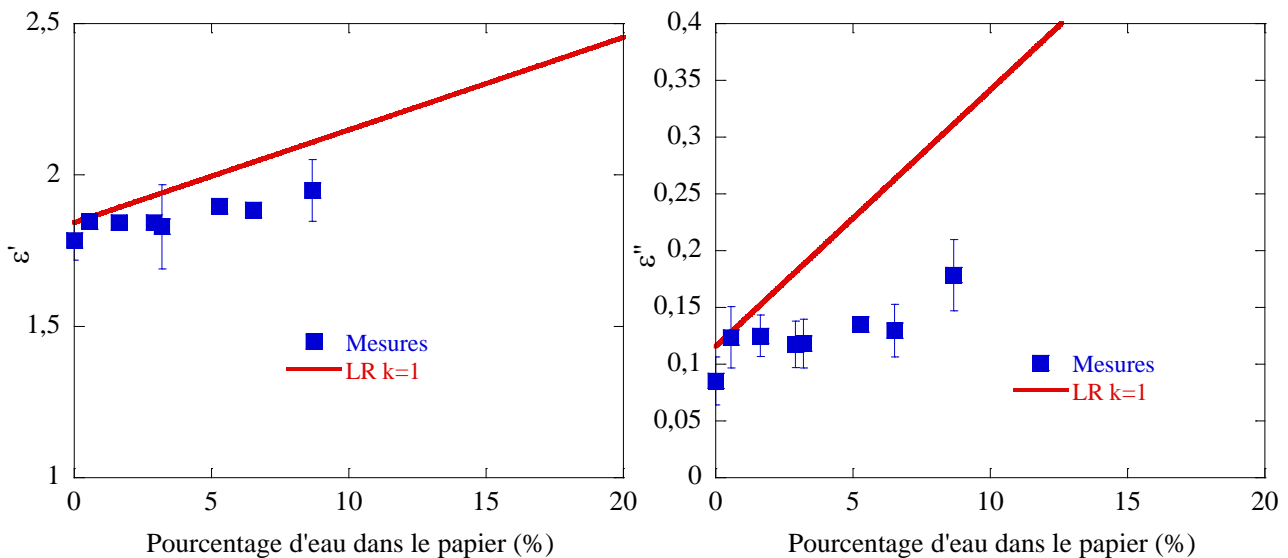 2,5
2
1,5
1
ε'
0
5
10
15
20
Pourcentage d'eau dans le papier (%)
Mesures
LR k=1
0,4
0,35
0,3
0,25
0,2
0,15
0,1
0,05
0
ε''
0
5
10
15
20
Pourcentage d'eau dans le papier (%)
Mesures
LR k=1